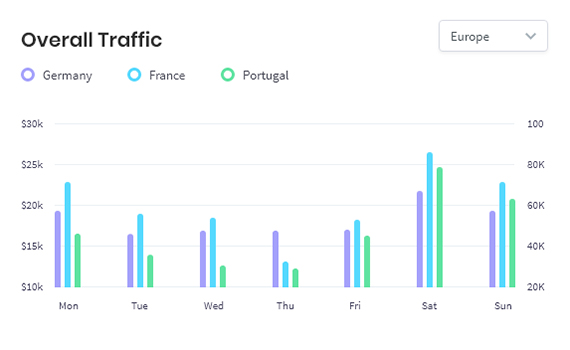 Overall Traffic
Europe
Germany France Portugal
$30k 100
$25k 80K
$20k 60K
$15k 40K
$10k 20K
Mon Tue Wed Thu Fri Sat Sun